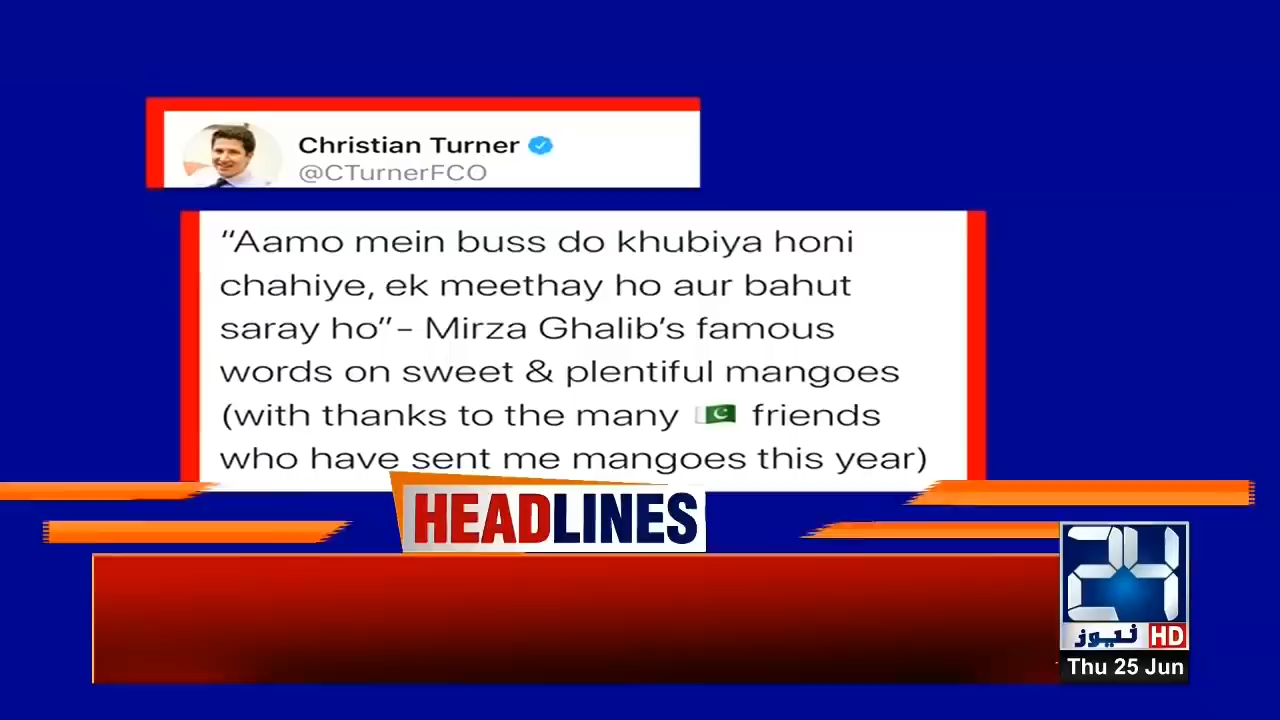 Christian Turner
@CTurnerFCO
“Aamo mein buss do khubiya honi
chahiye, ek meethay ho aur bahut
saray ho”- Mirza Ghalib’s famous
words on sweet & plentiful mangoes
(with thanks to the many 🇵🇰 friends
who have sent me mangoes this year)
HEADLINES
24
نیوز HD
Thu 25 Jun